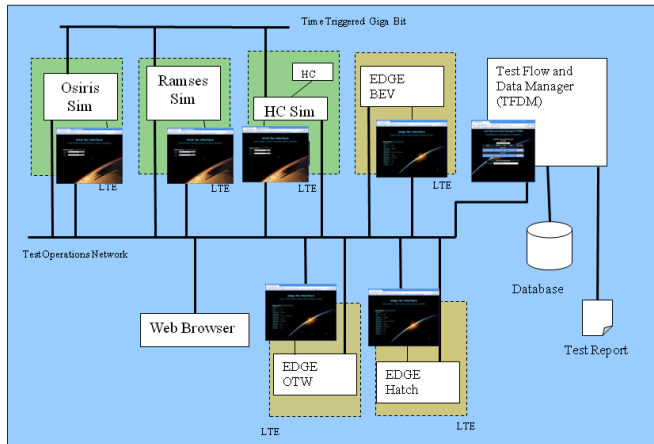 Time Triggered Giga Bit
Osiris
Sim
Ramses
Sim
HC
HC Sim
EDGE
BEV
Test Flow and
Data Manager
(TFDM)
LTE
LTE
LTE
LTE
Test Operations Network
Database
Web Browser
Test Report
EDGE
OTW
EDGE
Hatch
LTE
LTE